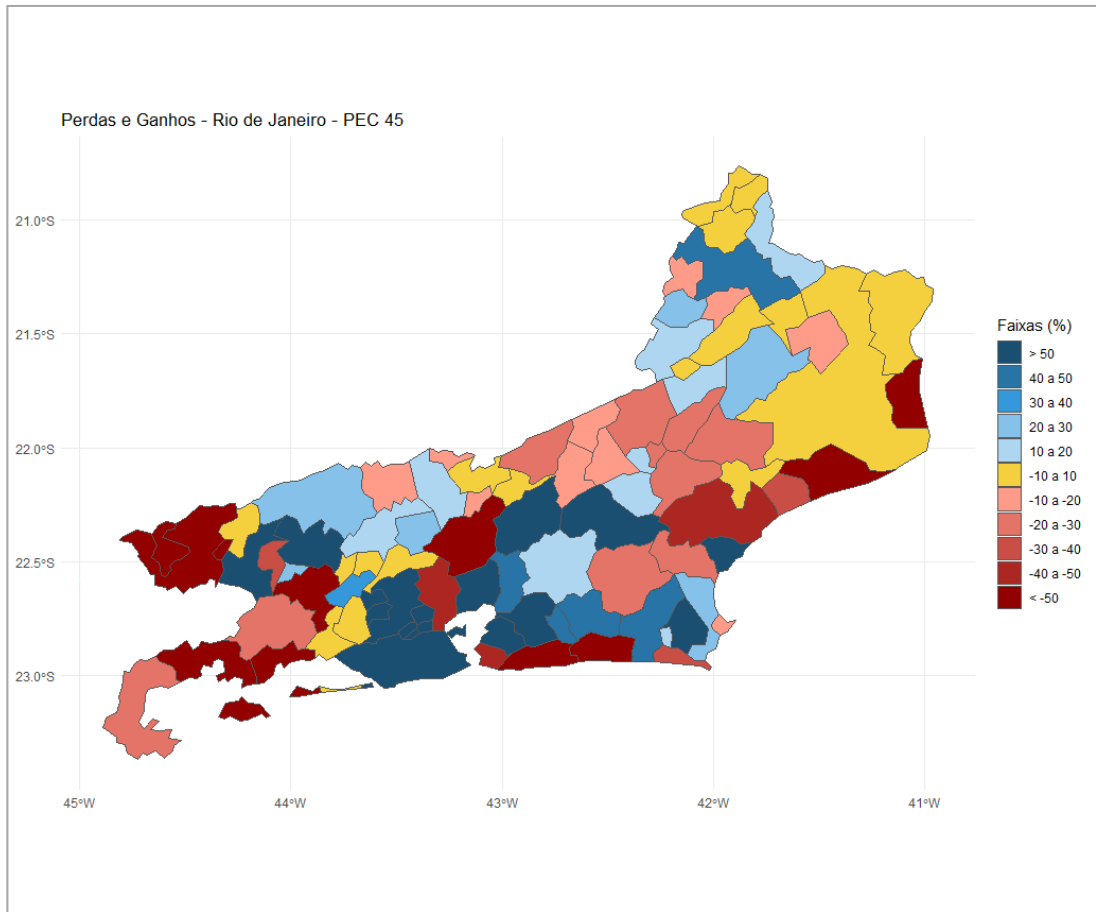 Perdas e Ganhos - Rio de Janeiro - PEC 45
21.0°S
21.5°S
22.0°S
22.5°S
23.0°S
45°W
44°W
43°W
42°W
41°W
Faixas (%)
> 50
40 a 50
30 a 40
20 a 30
10 a 20
-10 a 10
-10 a -20
-20 a -30
-30 a -40
-40 a -50
< -50